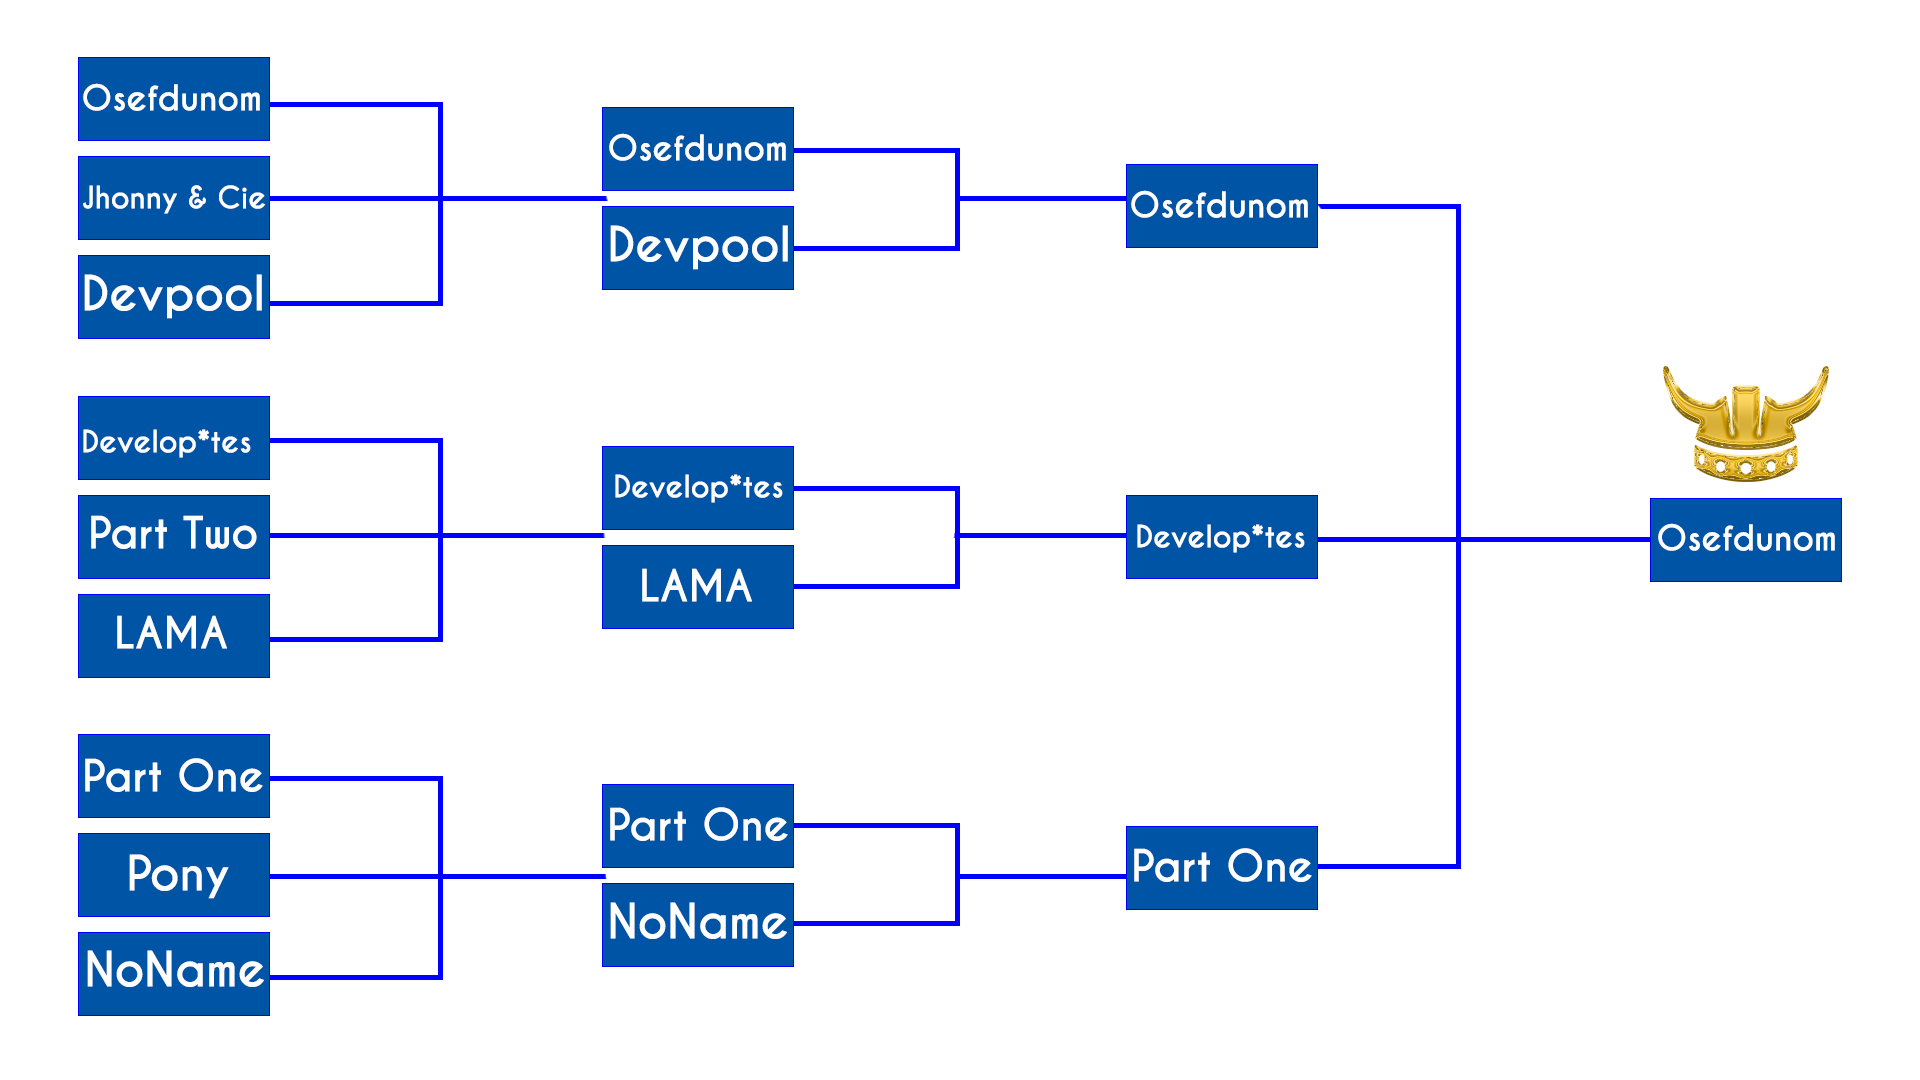 Osefdunom
Jhonny & Cie
Devpool
Develop*tes
Part Two
LAMA
Part One
Pony
NoName
Osefdunom
Devpool
Develop*tes
LAMA
Part One
NoName
Osefdunom
Develop*tes
Part One
Osefdunom